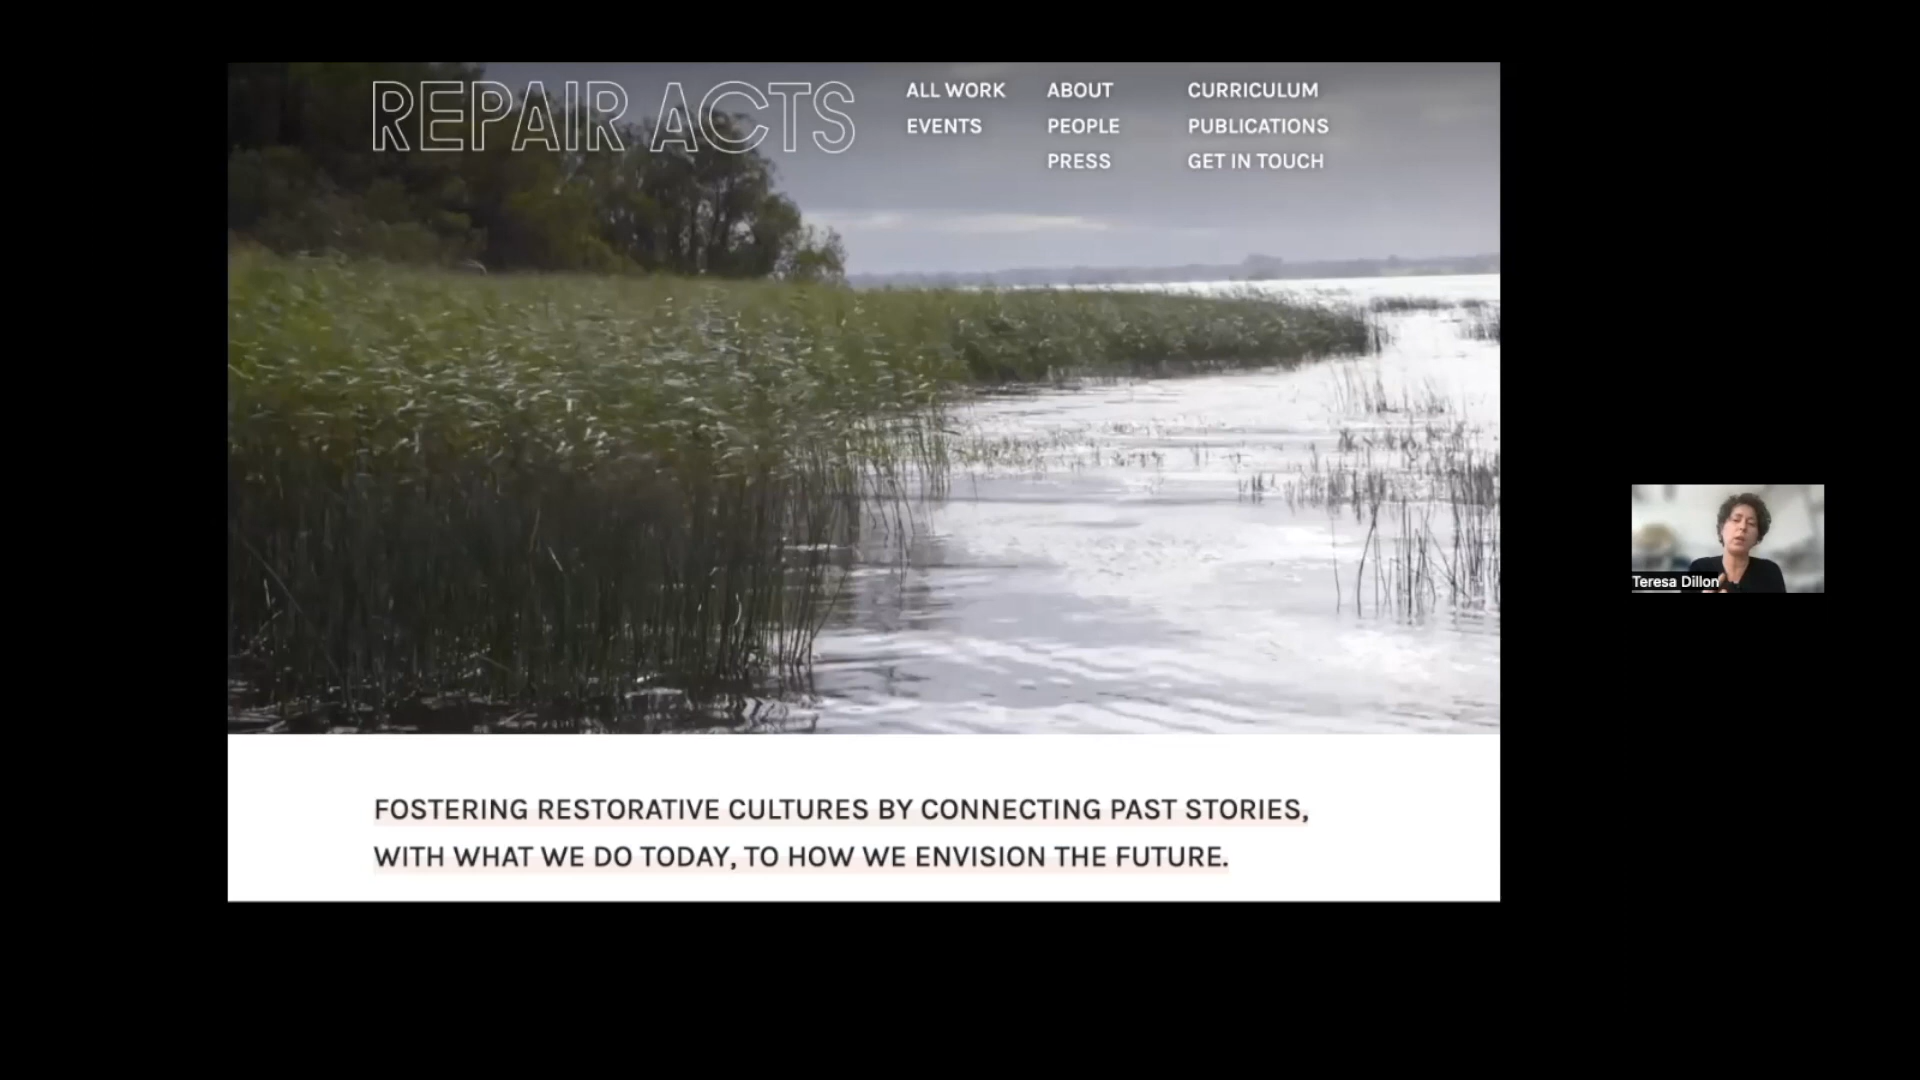 REPAIR ACTS
ALL WORK
EVENTS
ABOUT
PEOPLE
PRESS
CURRICULUM
PUBLICATIONS
GET IN TOUCH
Teresa Dillon
FOSTERING RESTORATIVE CULTURES BY CONNECTING PAST STORIES,
WITH WHAT WE DO TODAY, TO HOW WE ENVISION THE FUTURE.